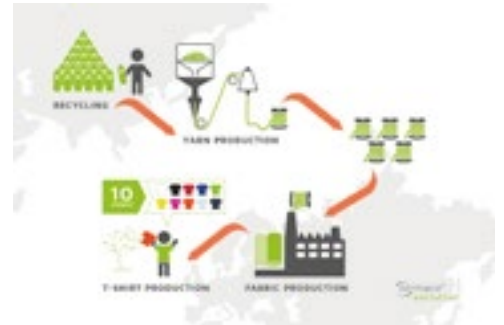 RECYCLING
YARN PRODUCTION
10
T-SHIRT PRODUCTION
FABRIC PRODUCTION